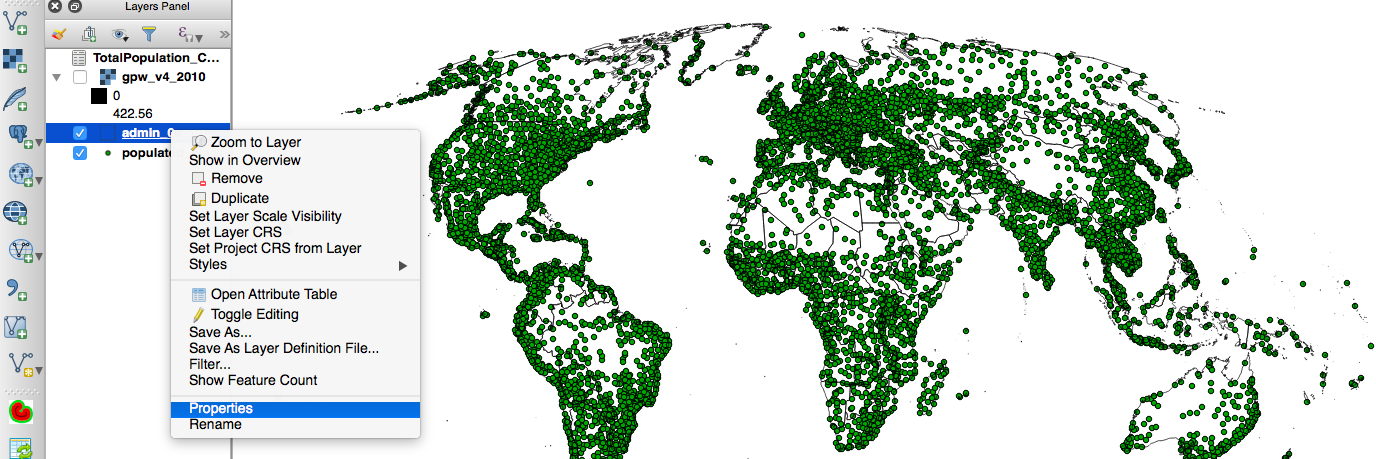 Layers Panel
TotalPopulation_C...
gpw_v4_2010
0
422.56
admin_0
populate
Zoom to Layer
Show in Overview
Remove
Duplicate
Set Layer Scale Visibility
Set Layer CRS
Set Project CRS from Layer
Styles
Open Attribute Table
Toggle Editing
Save As...
Save As Layer Definition File...
Filter...
Show Feature Count
Properties
Rename